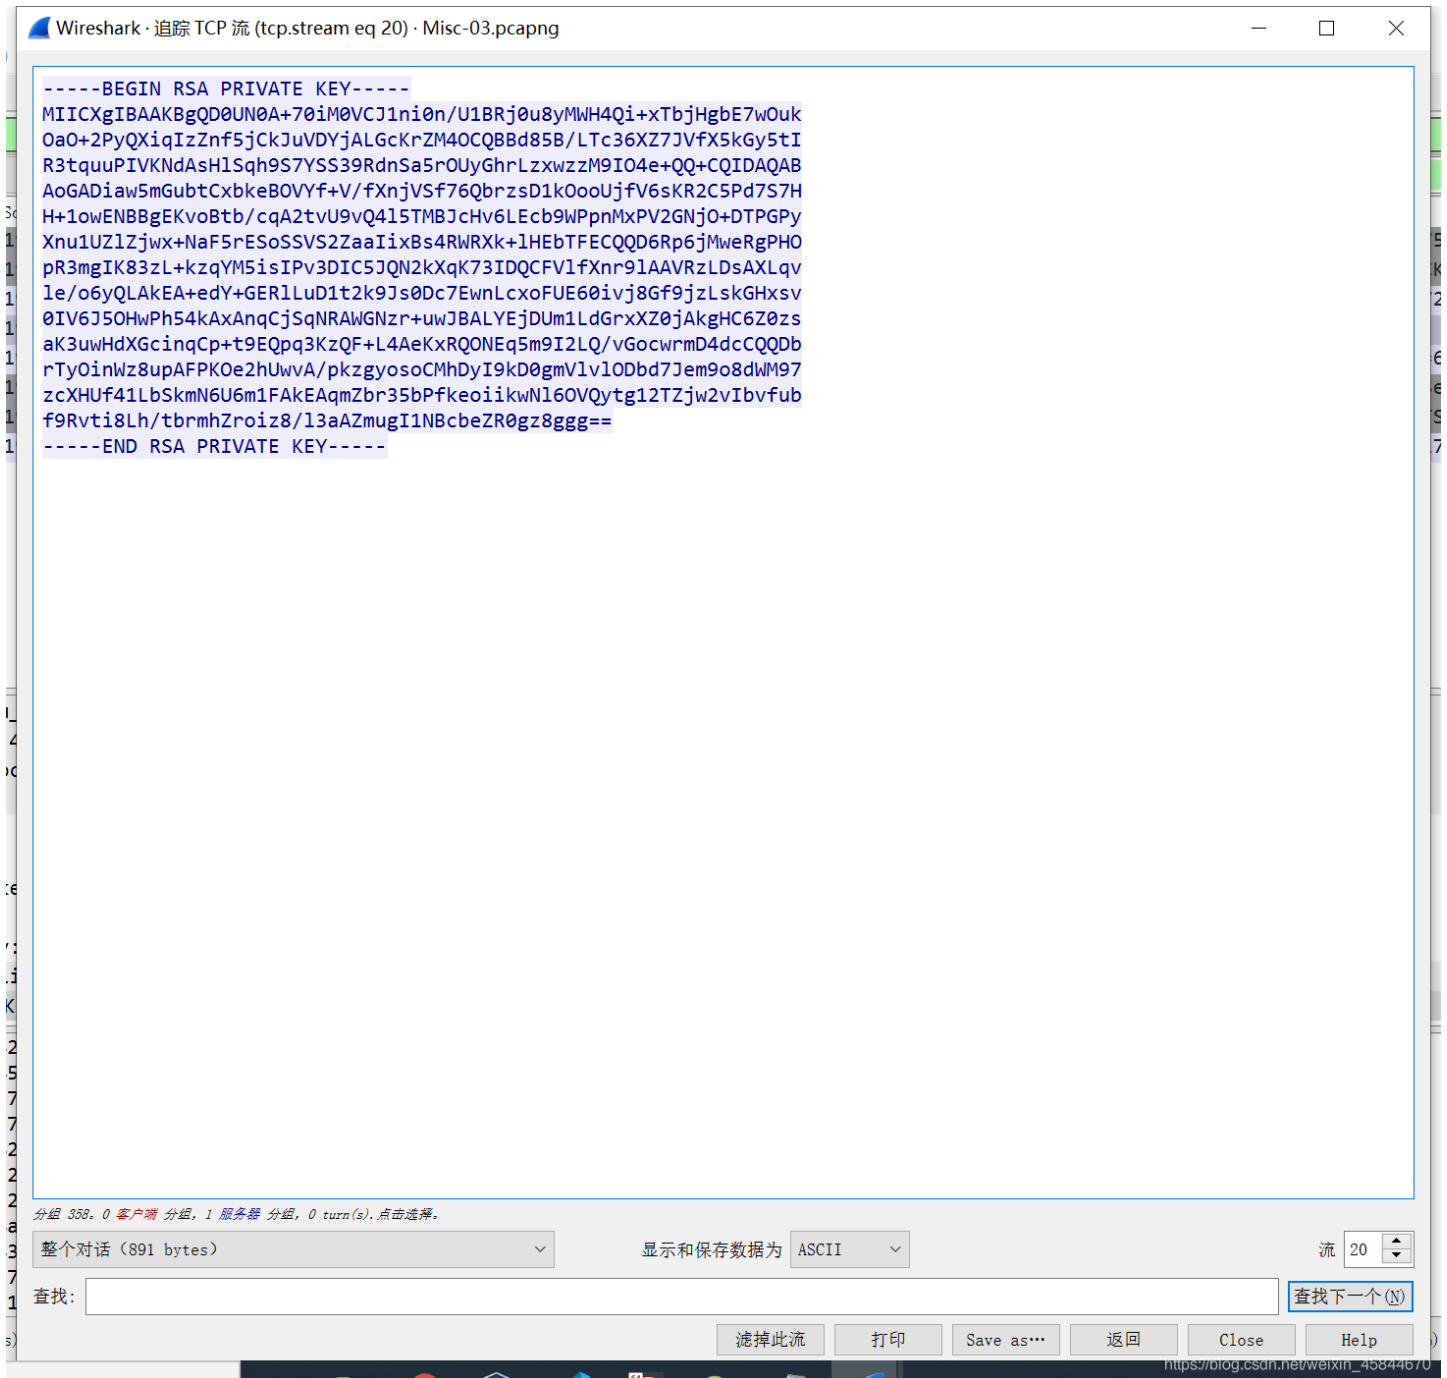 Wireshark · 追踪 TCP 流 (tcp.stream eq 20) · Misc-03.pcapng
-----BEGIN RSA PRIVATE KEY-----
MIICXgIBAAKBgQD0UN0A+70iM0VCJ1ni0n/U1BRj0u8yMWH4Qi+xTbjHgbE7wOuk
OaO+2PyQXiqIzZnf5jCkJuVDYjALGcKrZM4OCQBBd85B/LTc36XZ7JVfX5kGy5tI
R3tquuPIVKNdAsHlSqh9S7YSS39RdnSa5rOUyGhrLzxwzzM9IO4e+QQ+CQIDAQAB
AoGADiaw5mGubtCxbkeBOVYf+V/fXnjVSf76QbrzsD1kOooUjfV6sKR2C5Pd7S7H
H+1owENBBgEKvoBtb/cqA2tvU9vQ4l5TMBJcHv6LEcb9WPpnMxPV2GNjO+DTPGPy
Xnu1UZlZjwx+NaF5rESoSSVS2ZaaIixBs4RWRXk+lHEbTFECQQD6Rp6jMweRgPHO
pR3mgIK83zL+kzqYM5isIPv3DIC5JQN2kXqK73IDQCFVlfXnr9lAAVRzLDsAXLqv
le/o6yQLAkEA+edY+GERlLuD1t2k9Js0Dc7EwnLcxoFUE60ivj8Gf9jzLskGHxsv
0IV6J5OHwPh54kAxAnqCjSqNRAWGNzr+uwJBALYEjDUm1LdGrxXZ0jAkgHC6Z0zs
aK3uwHdXGcinqCp+t9EQpq3KzQF+L4AeKxRQONEq5m9I2LQ/vGocwrmD4dcCQQDb
rTyOinWz8upAFPKOe2hUwvA/pkzgyosoCMhDyI9kD0gmVlvlODbd7Jem9o8dWM97
zcXHUf41LbSkmN6U6m1FAkEAqmZbr35bPfkeoiikwNl6OVQytg12TZjw2vIbvfub
f9Rvti8Lh/tbrmhZroiz8/l3aAZmugI1NBcbeZR0gz8ggg==
-----END RSA PRIVATE KEY-----
分组 358。0 客户端 分组, 1 服务器 分组, 0 turn(s).点击选择。
整个对话（891 bytes） 显示和保存数据为 ASCII 流 20
查找: 查找下一个(N)
滤掉此流 打印 Save as… 返回 Close Help
https://blog.csdn.net/weixin_45844670